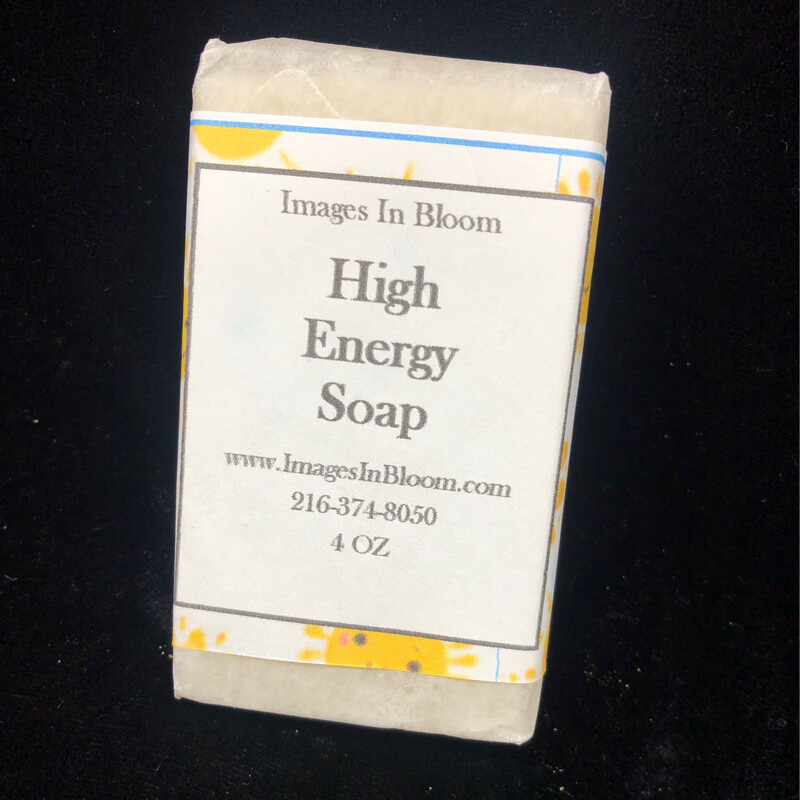 Images In Bloom
High
Energy
Soap
www.ImagesInBloom.com
216-374-8050
4 OZ